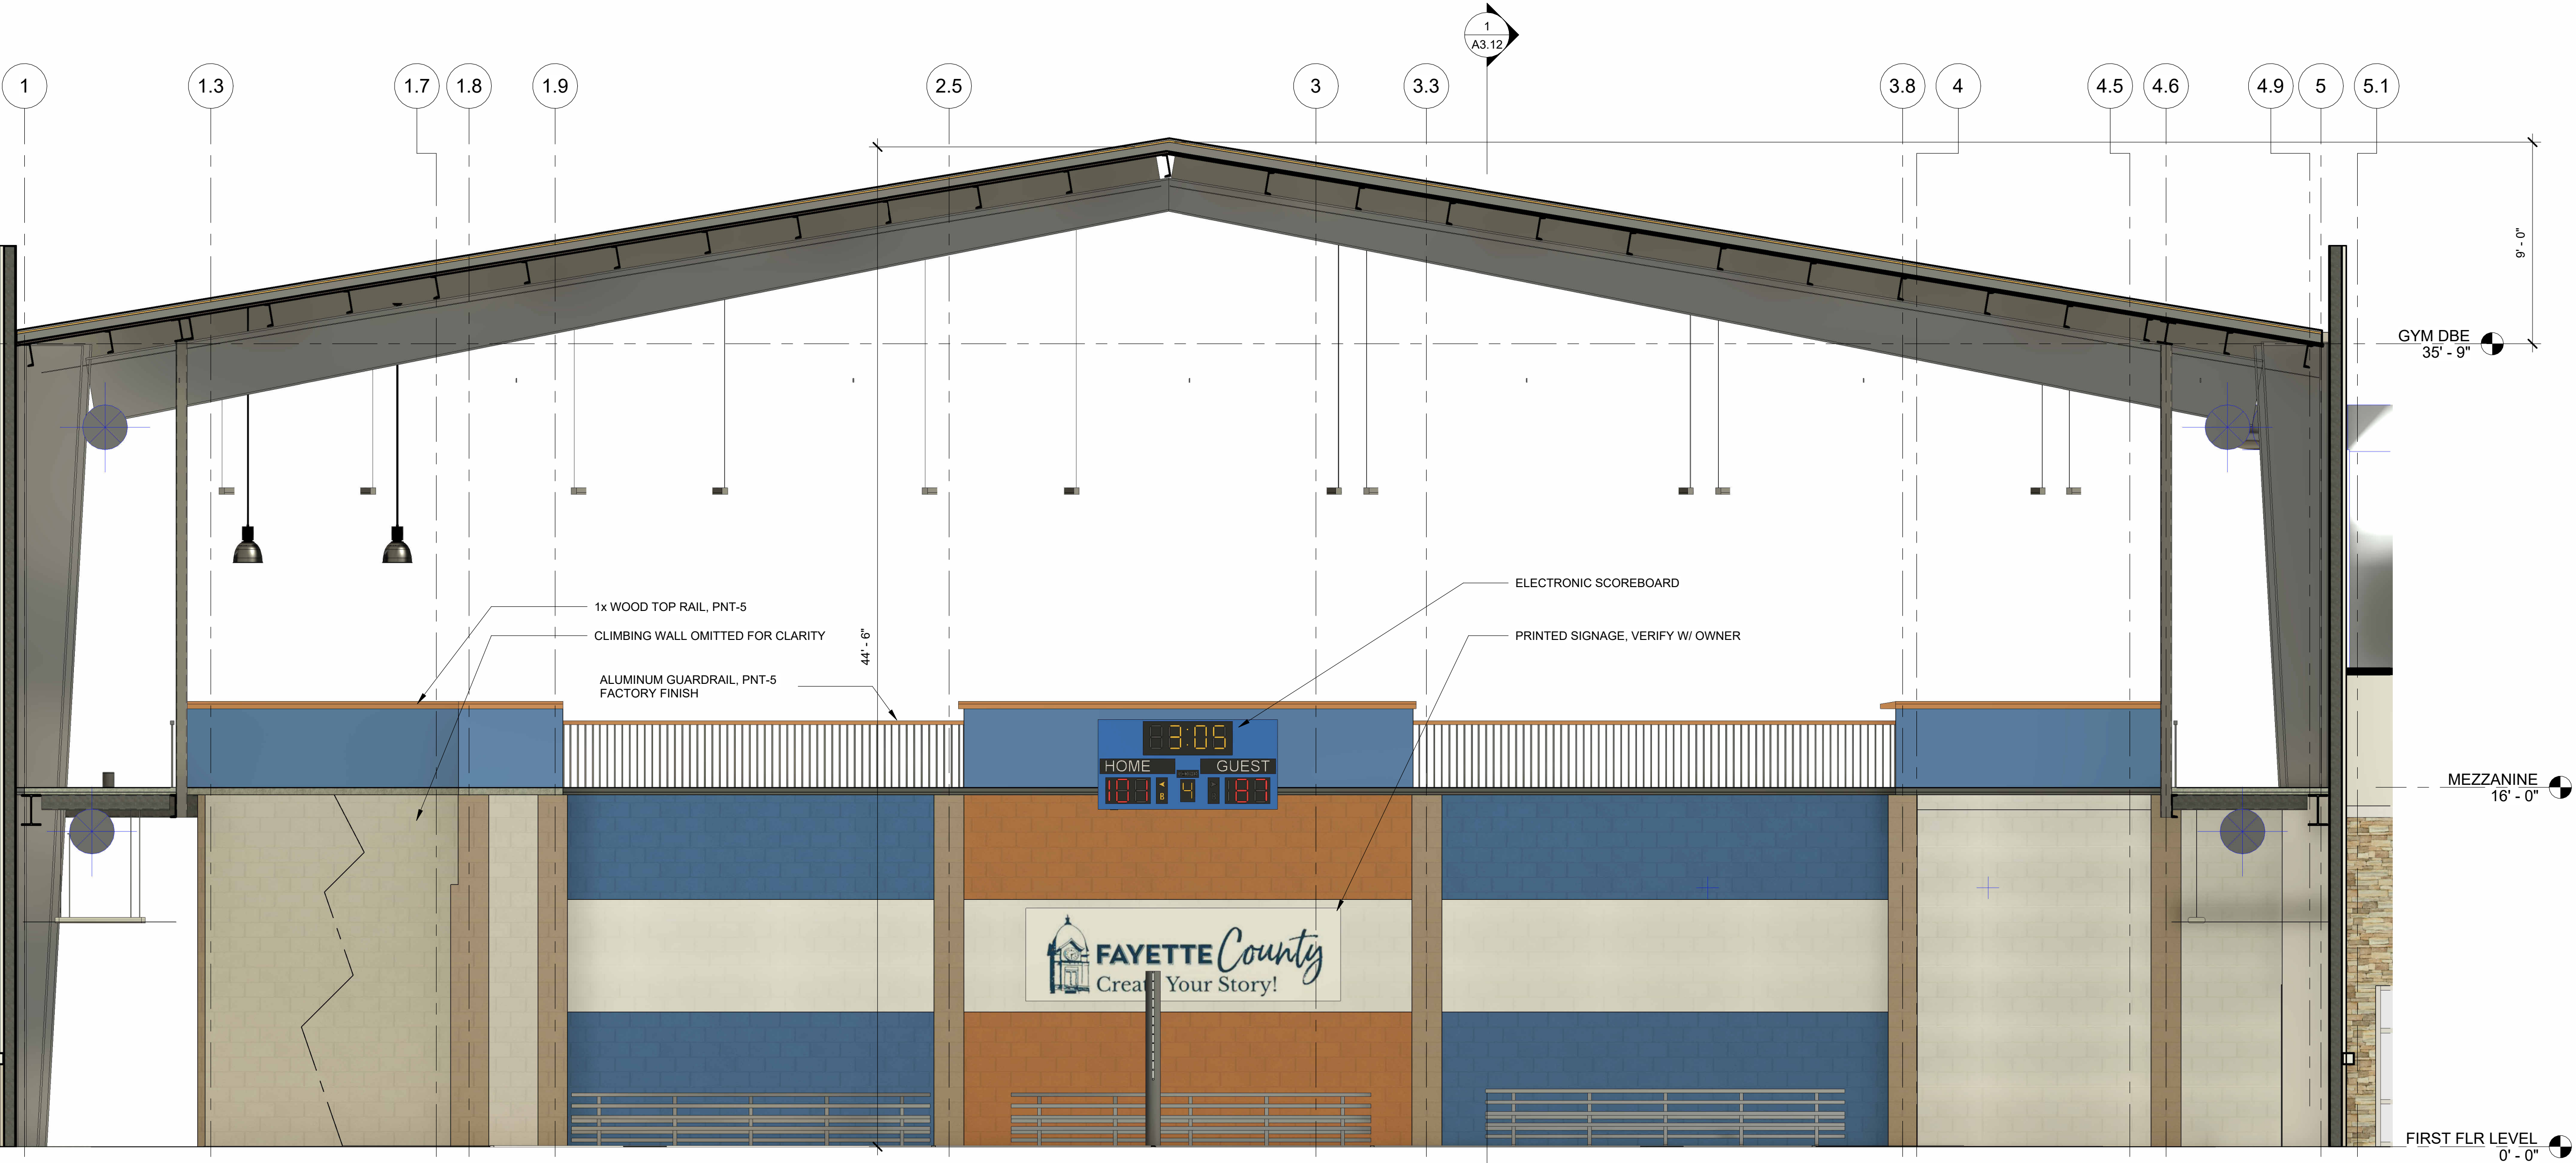 1
A3.12
1
1.3
1.7
1.8
1.9
2.5
3
3.3
3.8
4
4.5
4.6
4.9
5
5.1
9' - 0"
GYM DBE
35' - 9"
ELECTRONIC SCOREBOARD
1x WOOD TOP RAIL, PNT-5
CLIMBING WALL OMITTED FOR CLARITY
PRINTED SIGNAGE, VERIFY W/ OWNER
44' - 6"
ALUMINUM GUARDRAIL, PNT-5
FACTORY FINISH
3:05
HOME GUEST
101 B 4 87
MEZZANINE
16' - 0"
FAYETTE County
Creat Your Story!
FIRST FLR LEVEL
0' - 0"